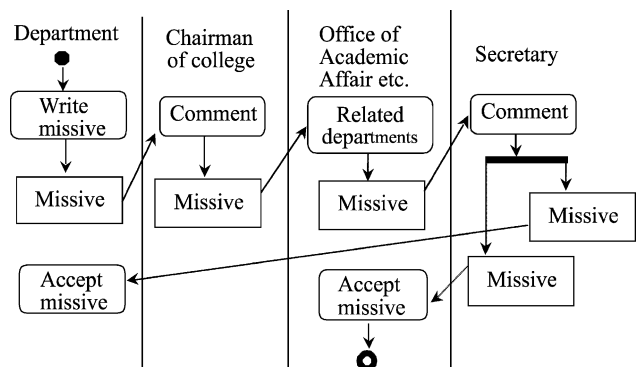 Department
Chairman
of college
Office of
Academic
Affair etc.
Secretary
Write
missive
Comment
Related
departments
Comment
Missive
Missive
Missive
Missive
Accept
missive
Accept
missive
Missive